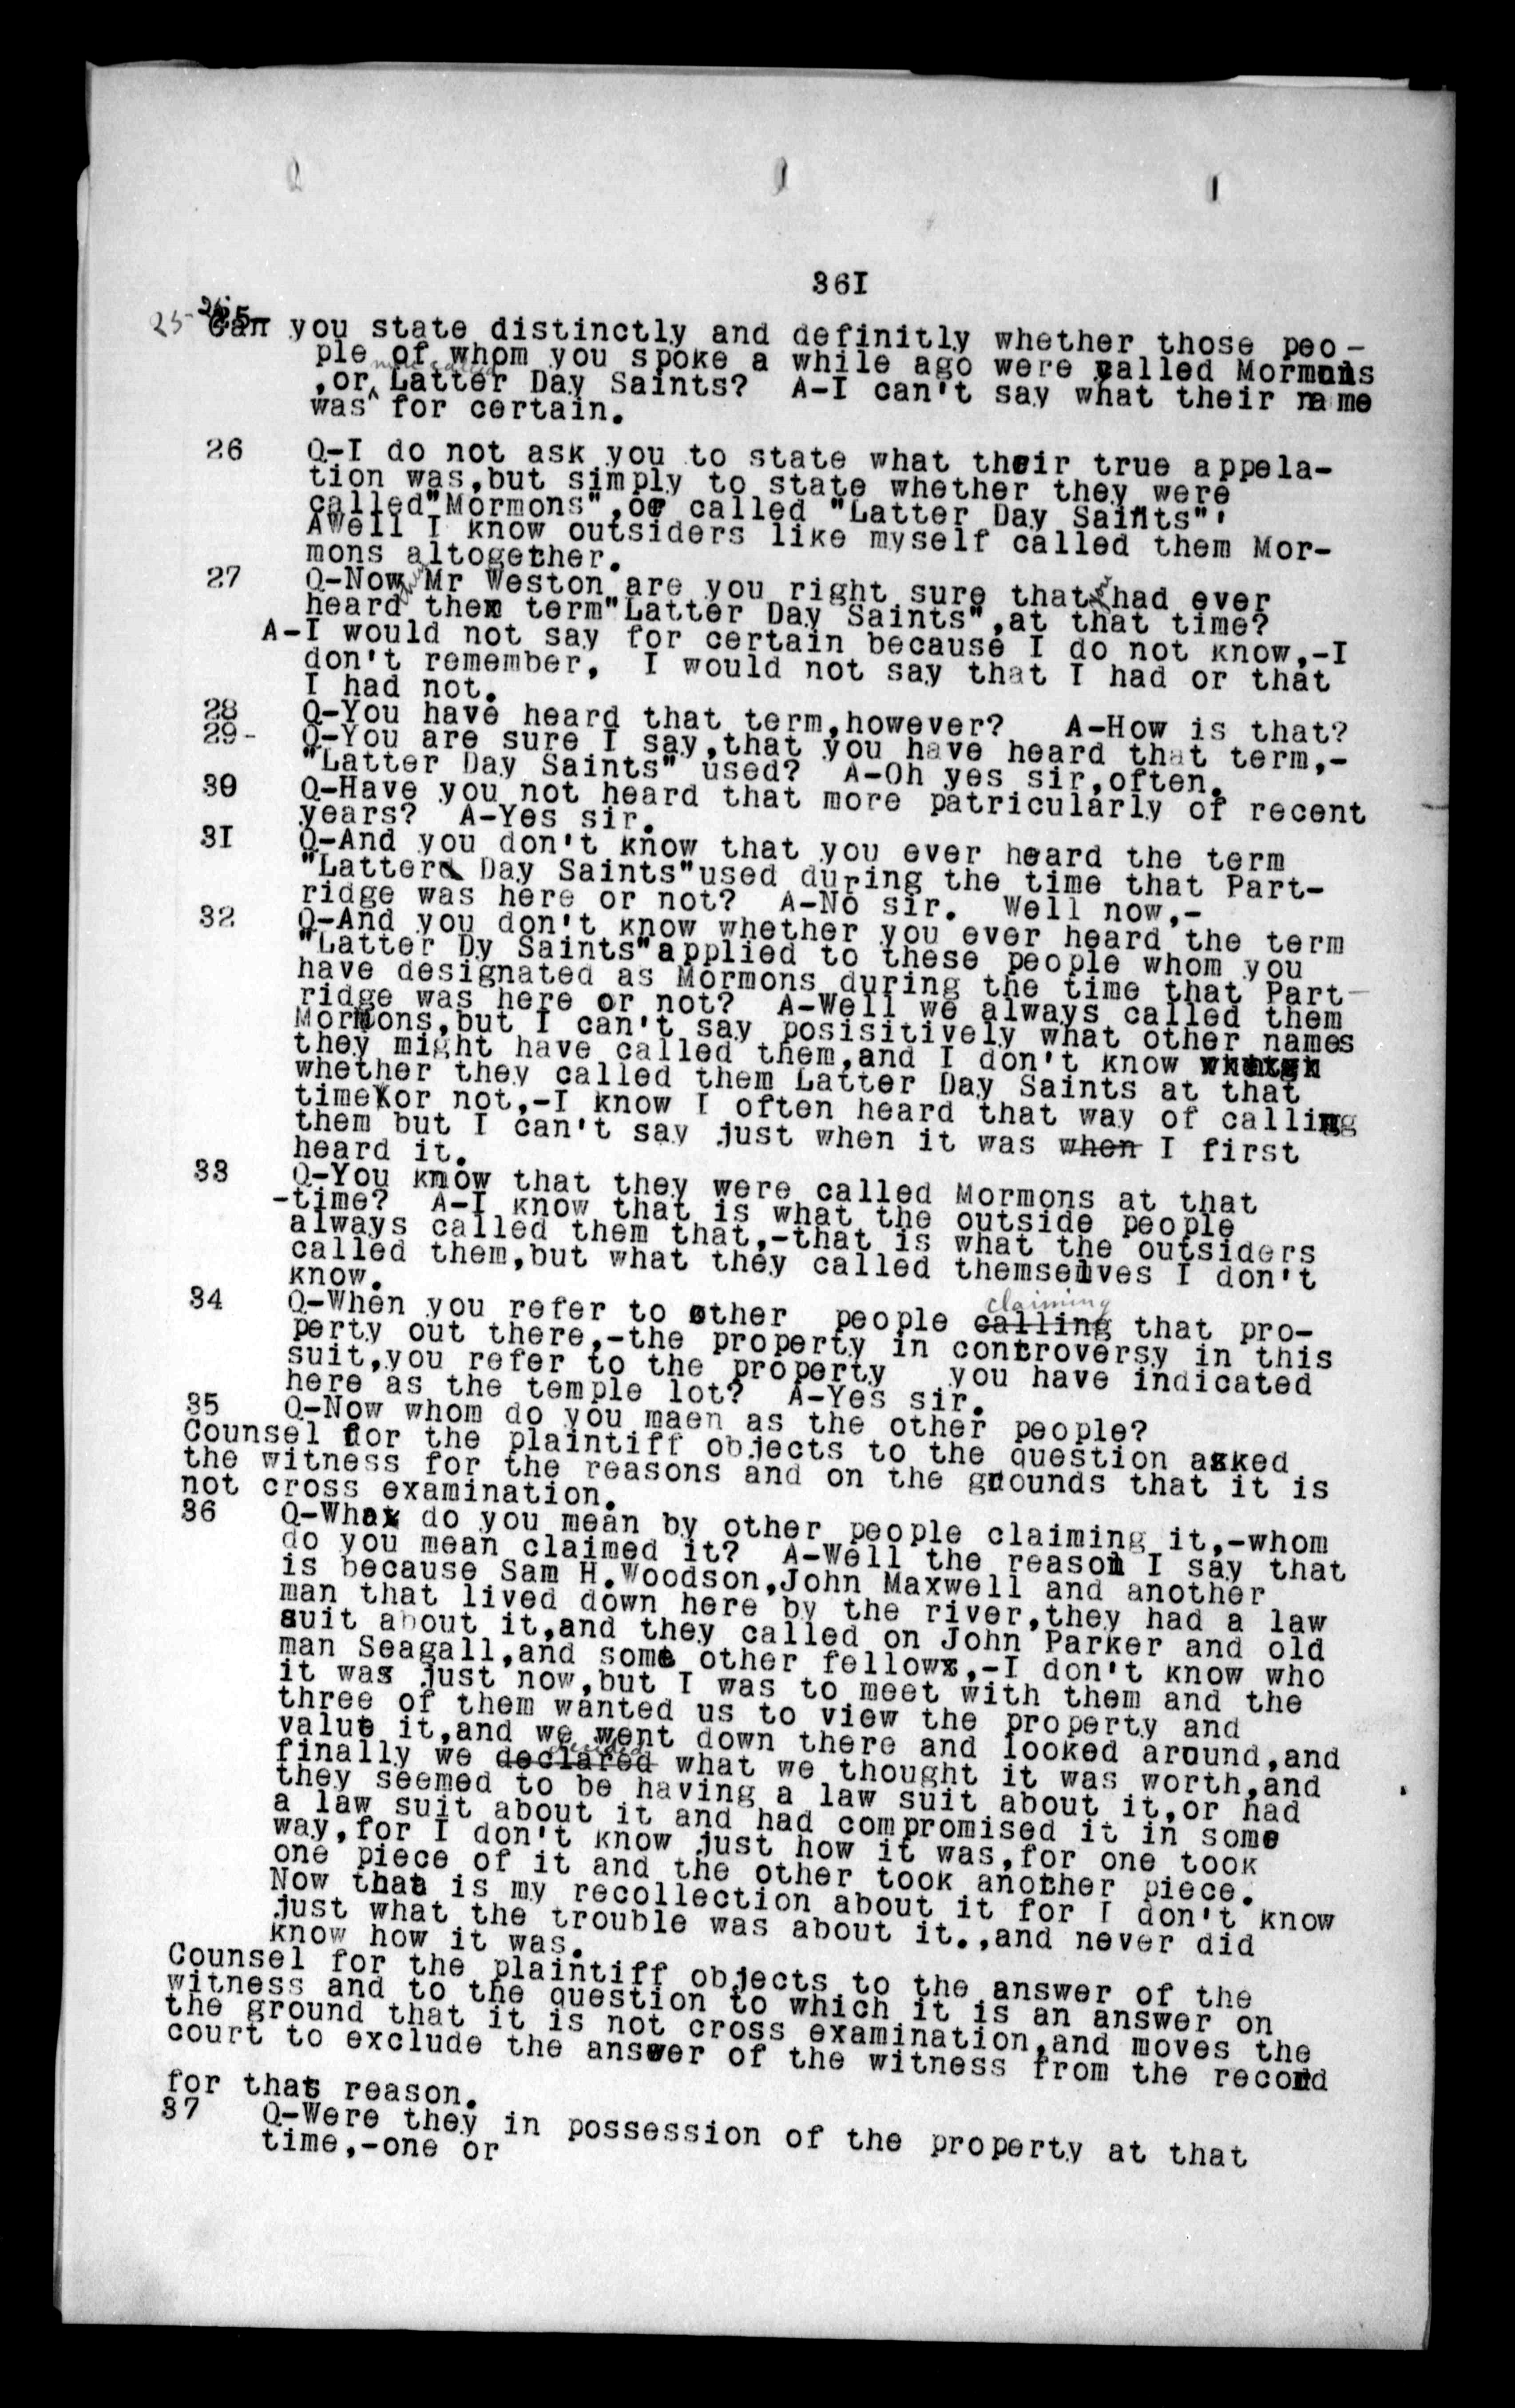 361
25- Can you state distinctly and definitly whether those peo-
ple of whom you spoke a while ago were called Mormons
,or were called Latter Day Saints? A-I can't say what their name
was for certain.
26 Q-I do not ask you to state what their true appela-
tion was,but simply to state whether they were
called"Mormons",or called "Latter Day Saints"'
AWell I know outsiders like myself called them Mor-
mons altogether.
27 Q-Now Mr Weston are you right sure that you had ever
heard the term"Latter Day Saints",at that time?
A-I would not say for certain because I do not know,-I
don't remember, I would not say that I had or that
I had not.
28 Q-You have heard that term,however? A-How is that?
29- Q-You are sure I say,that you have heard that term,-
"Latter Day Saints" used? A-Oh yes sir,often.
30 Q-Have you not heard that more patricularly of recent
years? A-Yes sir.
31 Q-And you don't know that you ever heard the term
"Latter Day Saints"used during the time that Part-
ridge was here or not? A-No sir. Well now,-
32 Q-And you don't know whether you ever heard the term
"Latter Dy Saints"applied to these people whom you
have designated as Mormons during the time that Part-
ridge was here or not? A-Well we always called them
Mormons,but I can't say posisitively what other names
they might have called them,and I don't know
whether they called them Latter Day Saints at that
time or not,-I know I often heard that way of calling
them but I can't say just when it was when I first
heard it.
33 Q-You know that they were called Mormons at that
-time? A-I know that is what the outside people
always called them that,-that is what the outsiders
called them,but what they called themselves I don't
know.
34 Q-When you refer to other people calling claiming that pro-
perty out there,-the property in controversy in this
suit,you refer to the property you have indicated
here as the temple lot? A-Yes sir.
35 Q-Now whom do you maen as the other people?
Counsel for the plaintiff objects to the question asked
the witness for the reasons and on the grounds that it is
not cross examination.
36 Q-What do you mean by other people claiming it,-whom
do you mean claimed it? A-Well the reason I say that
is because Sam H.Woodson,John Maxwell and another
man that lived down here by the river,they had a law
suit about it,and they called on John Parker and old
man Seagall,and some other fellows,-I don't know who
it was just now,but I was to meet with them and the
three of them wanted us to view the property and
value it,and we went down there and looked around,and
finally we declared decided what we thought it was worth,and
they seemed to be having a law suit about it,or had
a law suit about it and had compromised it in some
way,for I don't know just how it was,for one took
one piece of it and the other took another piece.
Now that is my recollection about it for I don't know
just what the trouble was about it.,and never did
know how it was.
Counsel for the plaintiff objects to the answer of the
witness and to the question to which it is an answer on
the ground that it is not cross examination,and moves the
court to exclude the answer of the witness from the record
for that reason.
37 Q-Were they in possession of the property at that
time,-one or